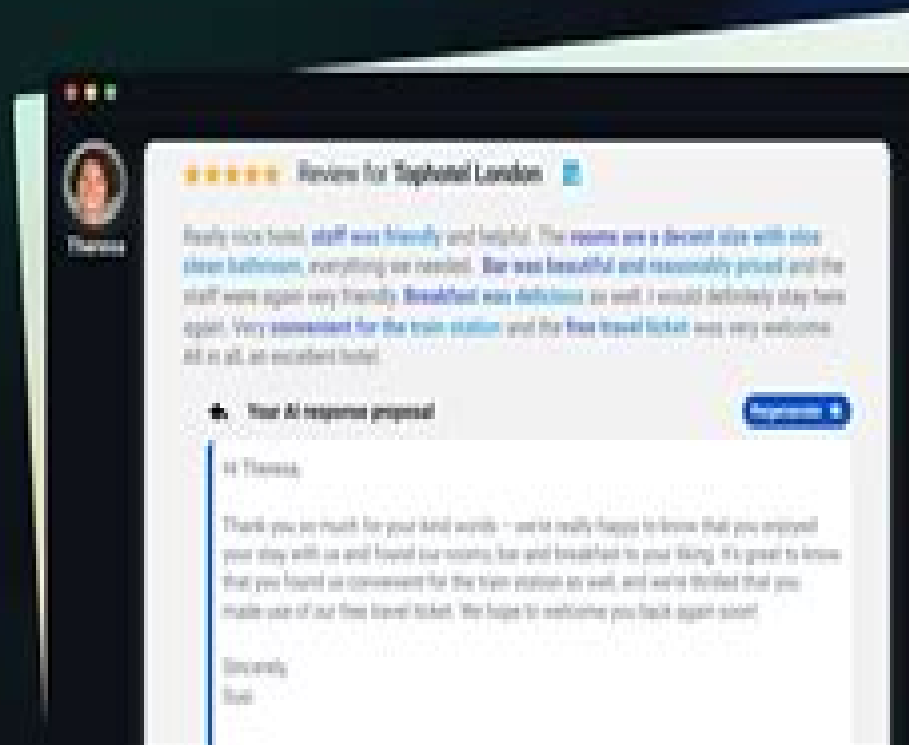 Theresa
Review for Tophotel London
Really nice hotel, staff was friendly and helpful. The rooms are a decent size with nice
clean bathroom, everything we needed. Bar was beautiful and reasonably priced and the
staff were again very friendly. Breakfast was delicious as well. I would definitely stay here
again. Very convenient for the train station and the free travel ticket was very welcome.
All in all, an excellent hotel.
Your AI response proposal
Regenerate
Hi Theresa,
Thank you so much for your kind words – we're really happy to know that you enjoyed
your stay with us and found our rooms, bar and breakfast to your liking. It's great to know
that you found us convenient for the train station as well, and we're thrilled that you
made use of our free travel ticket. We hope to welcome you back again soon!
Sincerely,